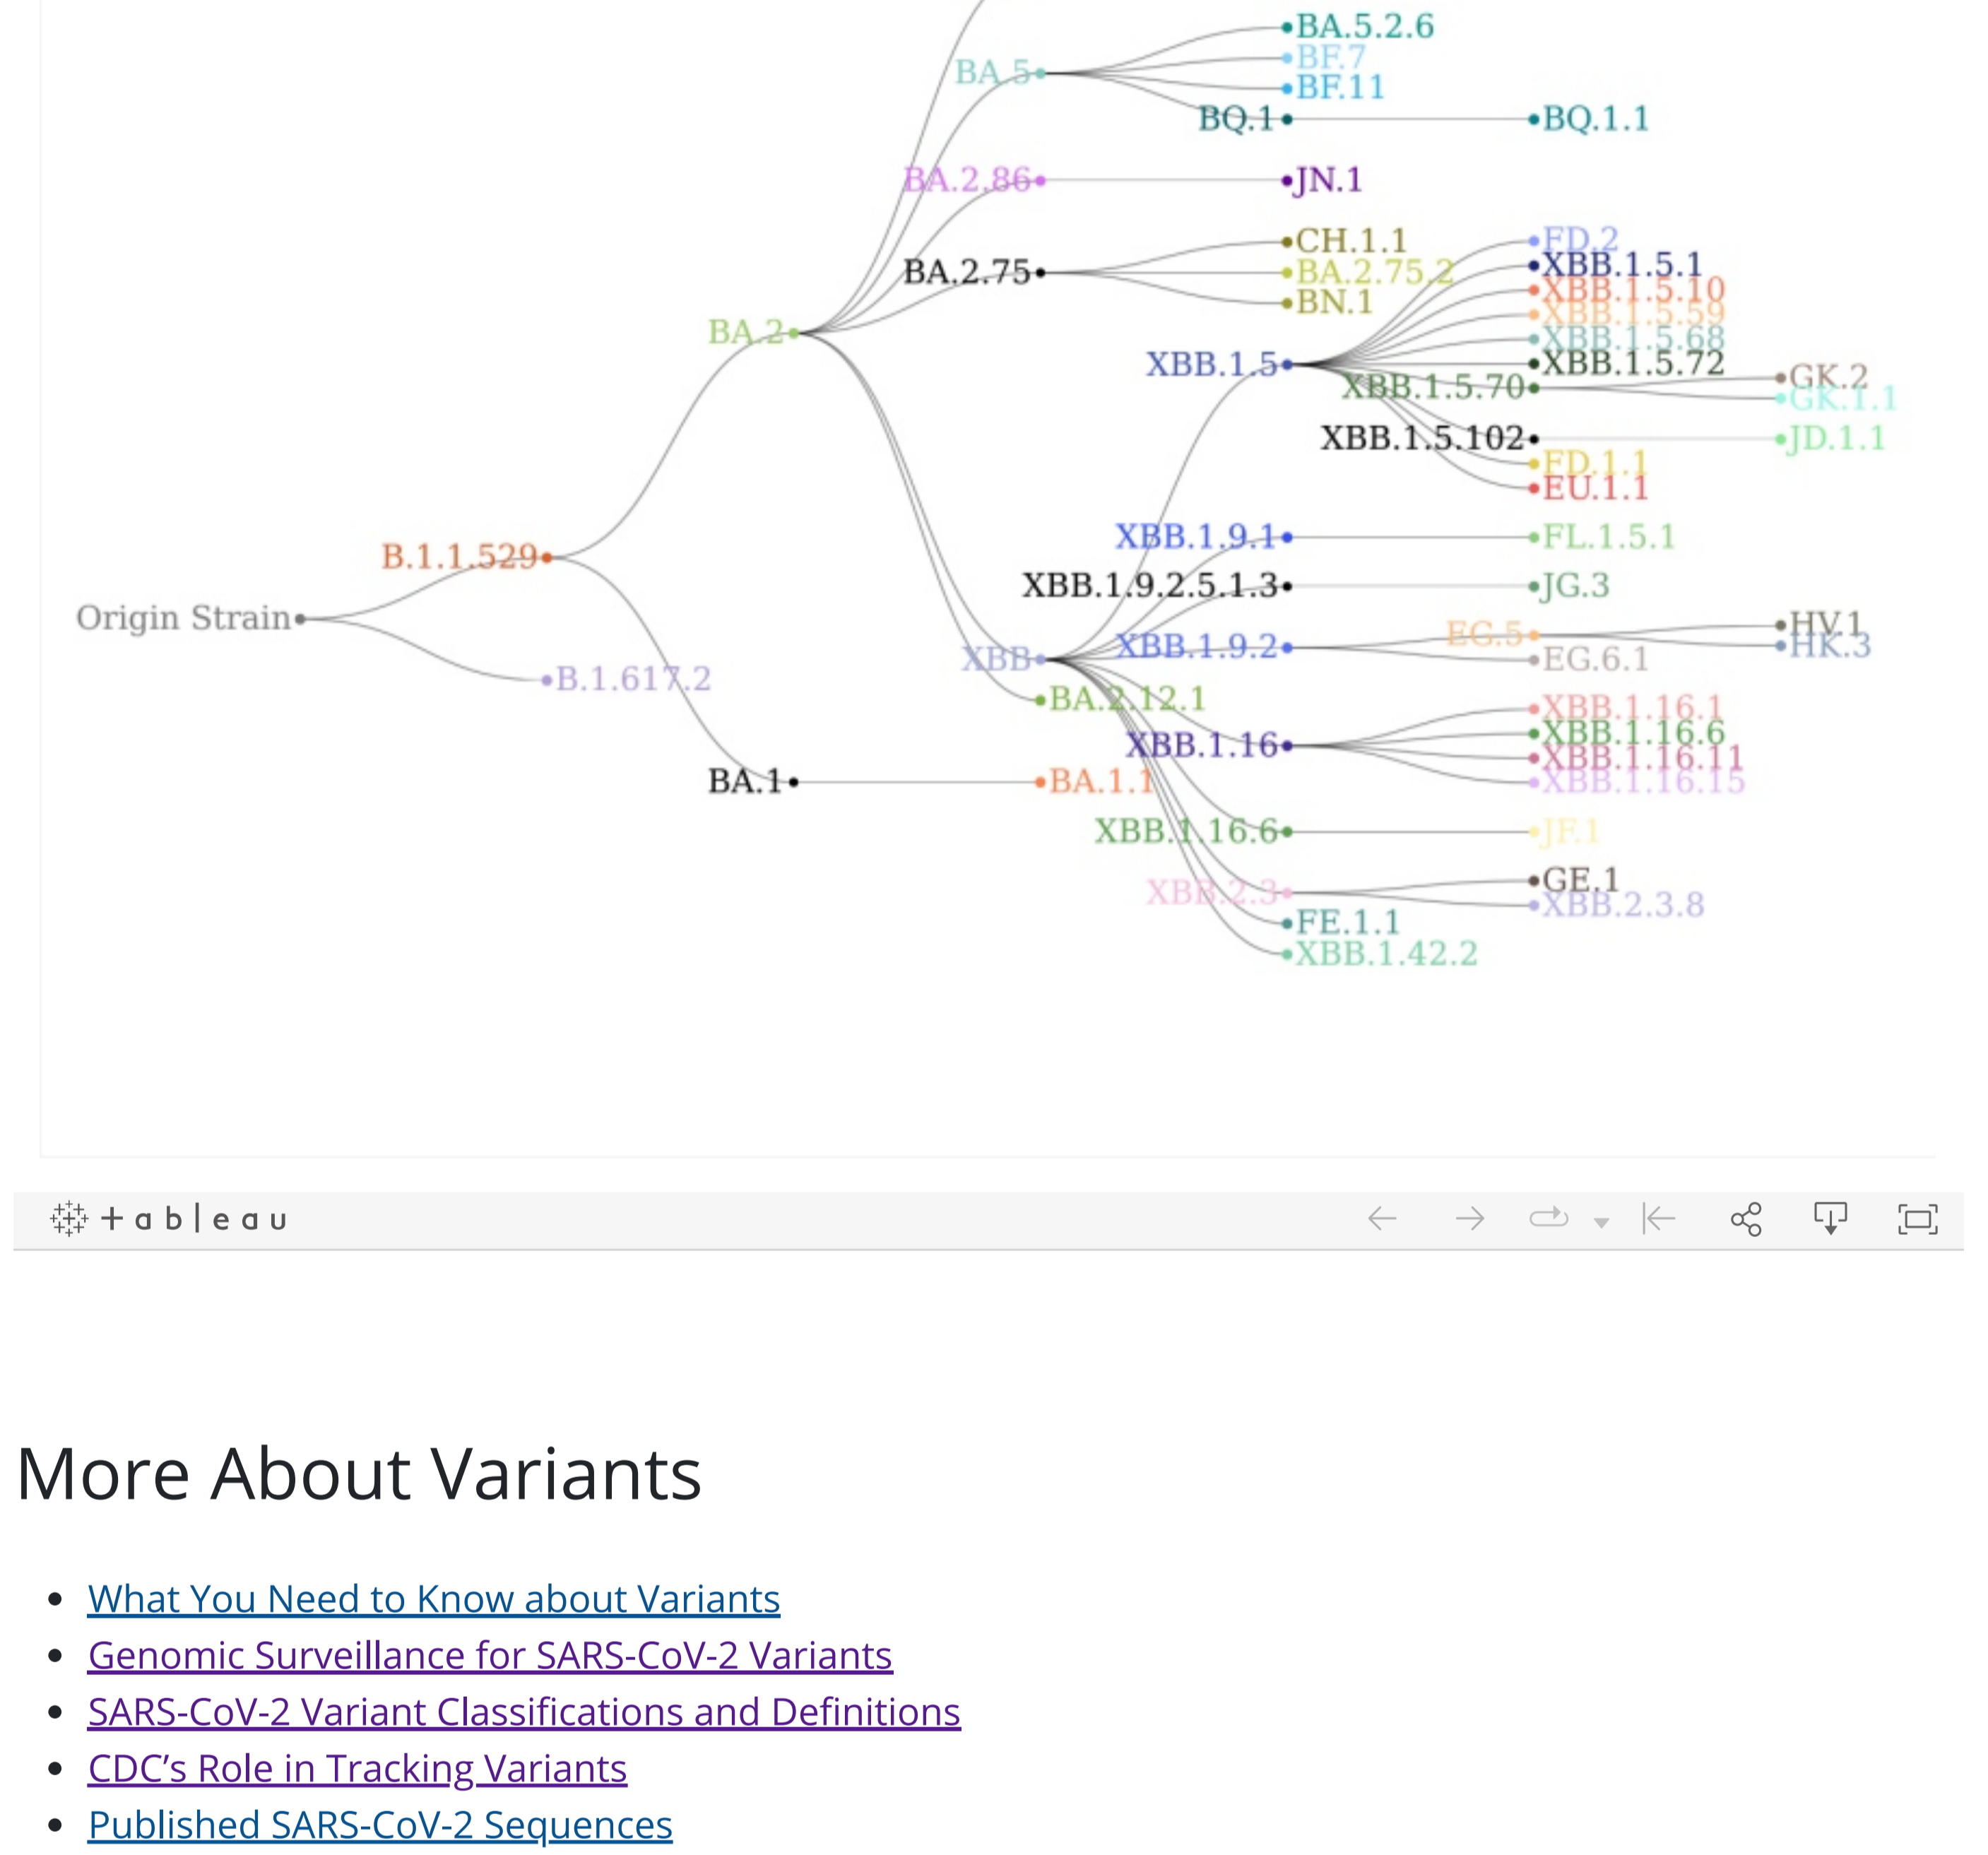 BA.5.2.6
BF.7
BA.5
BF.11
BQ.1
BQ.1.1
BA.2.86
JN.1
CH.1.1
BA.2.75
BA.2.75.2
BN.1
FD.2
XBB.1.5.1
XBB.1.5.10
XBB.1.5.59
BA.2
XBB.1.5.68
XBB.1.5
XBB.1.5.72
XBB.1.5.70
GK.2
GK.1.1
XBB.1.5.102
JD.1.1
FD.1.1
EU.1.1
XBB.1.9.1
FL.1.5.1
B.1.1.529
XBB.1.9.2.5.1.3
JG.3
Origin Strain
EG.5
HV.1
HK.3
XBB
XBB.1.9.2
EG.6.1
B.1.617.2
BA.2.12.1
XBB.1.16.1
XBB.1.16.6
XBB.1.16
XBB.1.16.11
XBB.1.16.15
BA.1
BA.1.1
XBB.1.16.6
JF.1
GE.1
XBB.2.3
XBB.2.3.8
FE.1.1
XBB.1.42.2
+ a b l e a u
More About Variants
What You Need to Know about Variants
Genomic Surveillance for SARS-CoV-2 Variants
SARS-CoV-2 Variant Classifications and Definitions
CDC’s Role in Tracking Variants
Published SARS-CoV-2 Sequences